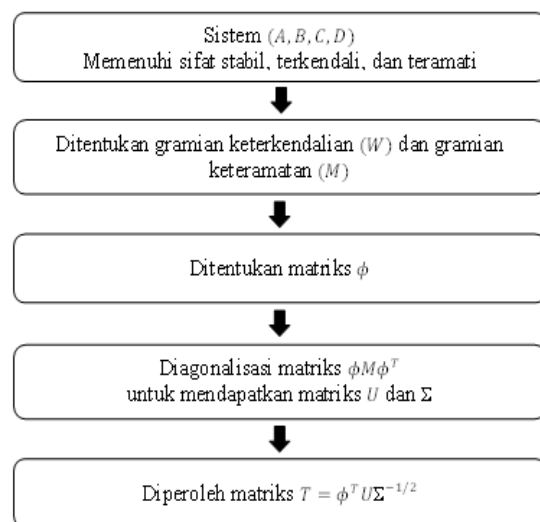 Sistem (A, B, C, D)
Memenuhi sifat stabil, terkendali, dan teramati
Ditentukan gramian keterkendalian (W) dan gramian
keteramatan (M)
Ditentukan matriks ϕ
Diagonalisasi matriks ϕMϕ^T
untuk mendapatkan matriks U dan Σ
Diperoleh matriks T = ϕ^T UΣ^{-1/2}